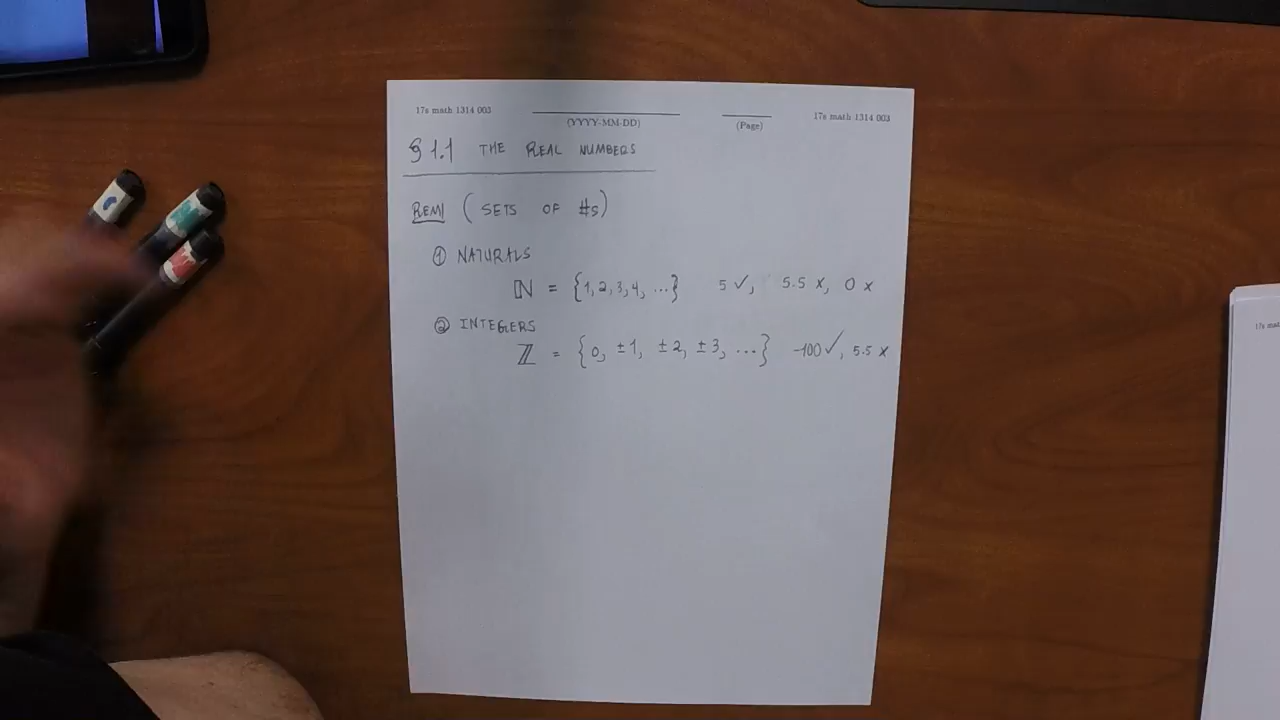 17s math 1314 003 (YYYY-MM-DD) (Page) 17s math 1314 003
§ 1.1 THE REAL NUMBERS
REM (SETS OF #s)
① NATURALS
ℕ = {1, 2, 3, 4, ...} 5 ✓, 5.5 ×, 0 ×
② INTEGERS
ℤ = {0, ±1, ±2, ±3, ...} -100 ✓, 5.5 ×